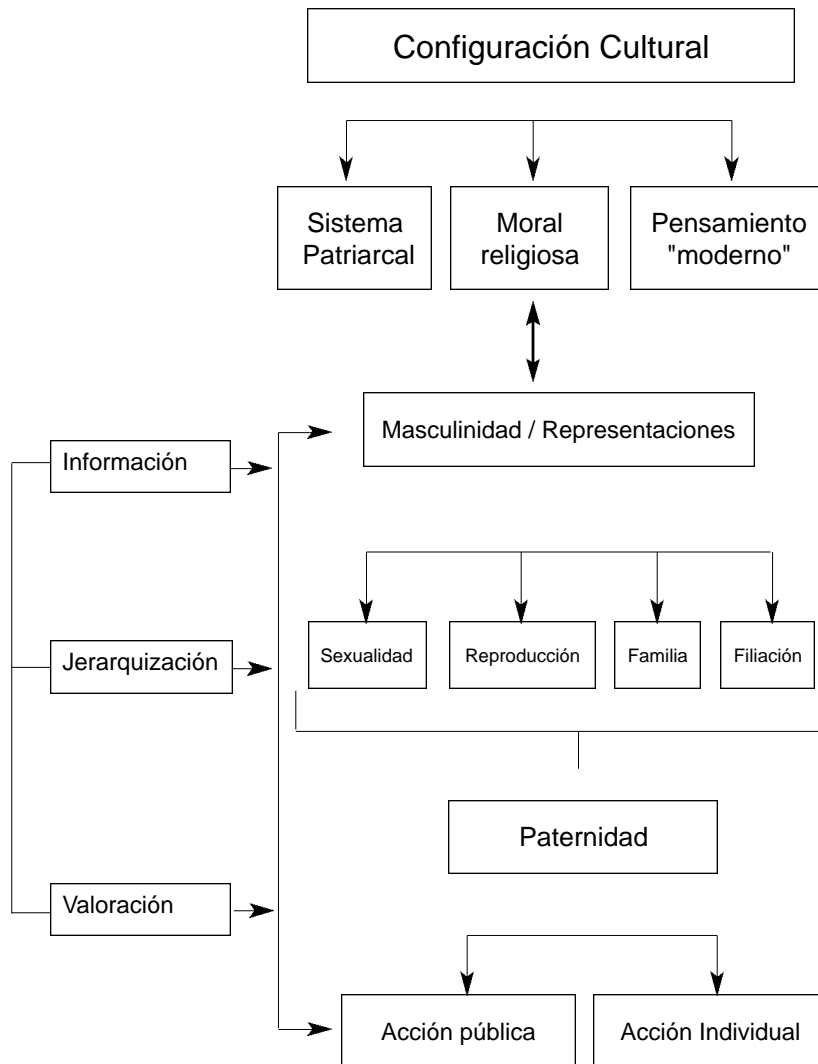 Configuración Cultural
Sistema
Patriarcal
Moral
religiosa
Pensamiento
"moderno"
Masculinidad / Representaciones
Información
Jerarquización
Sexualidad
Reproducción
Familia
Filiación
Paternidad
Valoración
Acción pública
Acción Individual